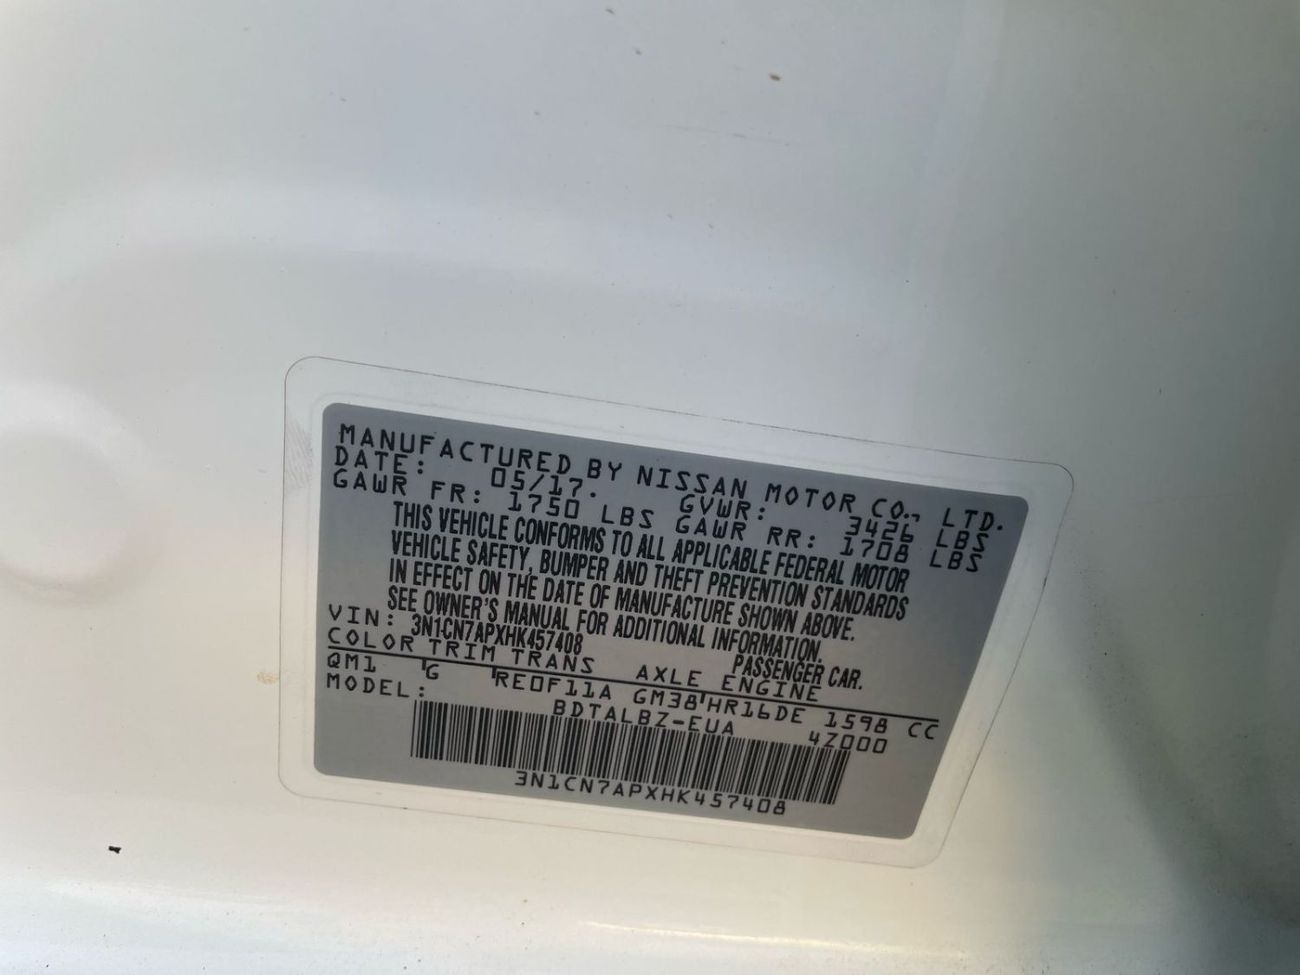 MANUFACTURED BY NISSAN MOTOR CO., LTD.
DATE: 05/17. GVWR: 3426 LBS
GAWR FR: 1750 LBS GAWR RR: 1708 LBS
THIS VEHICLE CONFORMS TO ALL APPLICABLE FEDERAL MOTOR
VEHICLE SAFETY, BUMPER AND THEFT PREVENTION STANDARDS
IN EFFECT ON THE DATE OF MANUFACTURE SHOWN ABOVE.
SEE OWNER'S MANUAL FOR ADDITIONAL INFORMATION.
VIN: 3N1CN7APXHK457408 PASSENGER CAR.
COLOR TRIM TRANS AXLE ENGINE
QM1 G RE0F11A GM38 HR16DE 1598 CC
MODEL: BDTALBZ-EUA 4Z000
3N1CN7APXHK457408